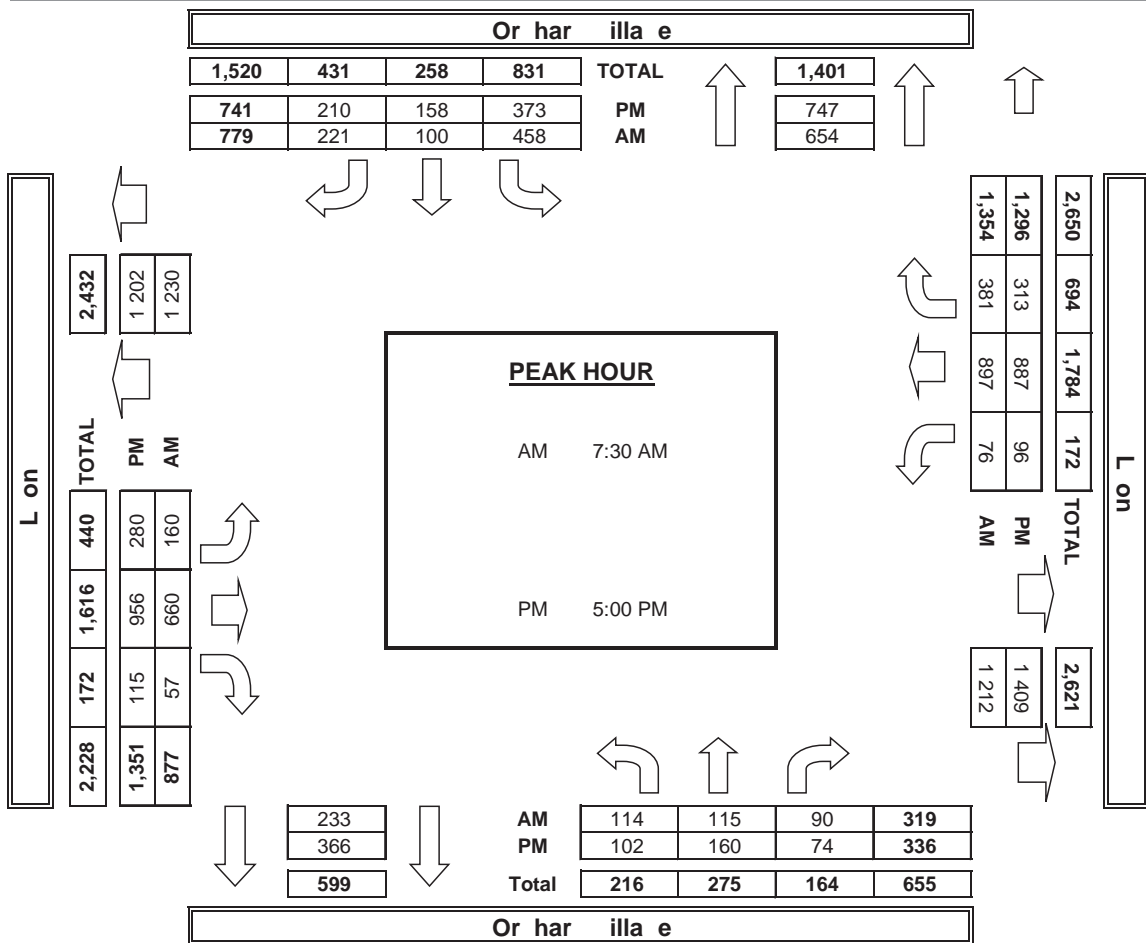 Or har illa e
1,520 431 258 831 TOTAL 1,401
741 210 158 373 PM 747
779 221 100 458 AM 654
L on
2,432
1 202
1 230
TOTAL PM AM
440 280 160
1,616 956 660
172 115 57
2,228 1,351 877
PEAK HOUR
AM 7:30 AM
PM 5:00 PM
1,354 1,296 2,650
381 313 694
897 887 1,784
76 96 172
AM PM TOTAL
1 212 1 409 2,621
L on
233 AM 114 115 90 319
366 PM 102 160 74 336
599 Total 216 275 164 655
Or har illa e